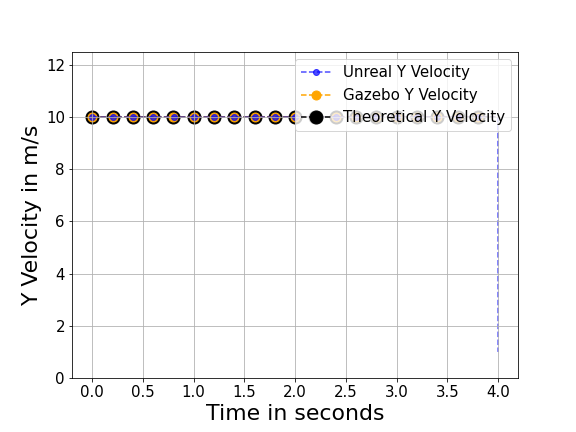 12
10
8
6
4
2
0
Y Velocity in m/s
Unreal Y Velocity
Gazebo Y Velocity
Theoretical Y Velocity
0.0 0.5 1.0 1.5 2.0 2.5 3.0 3.5 4.0
Time in seconds